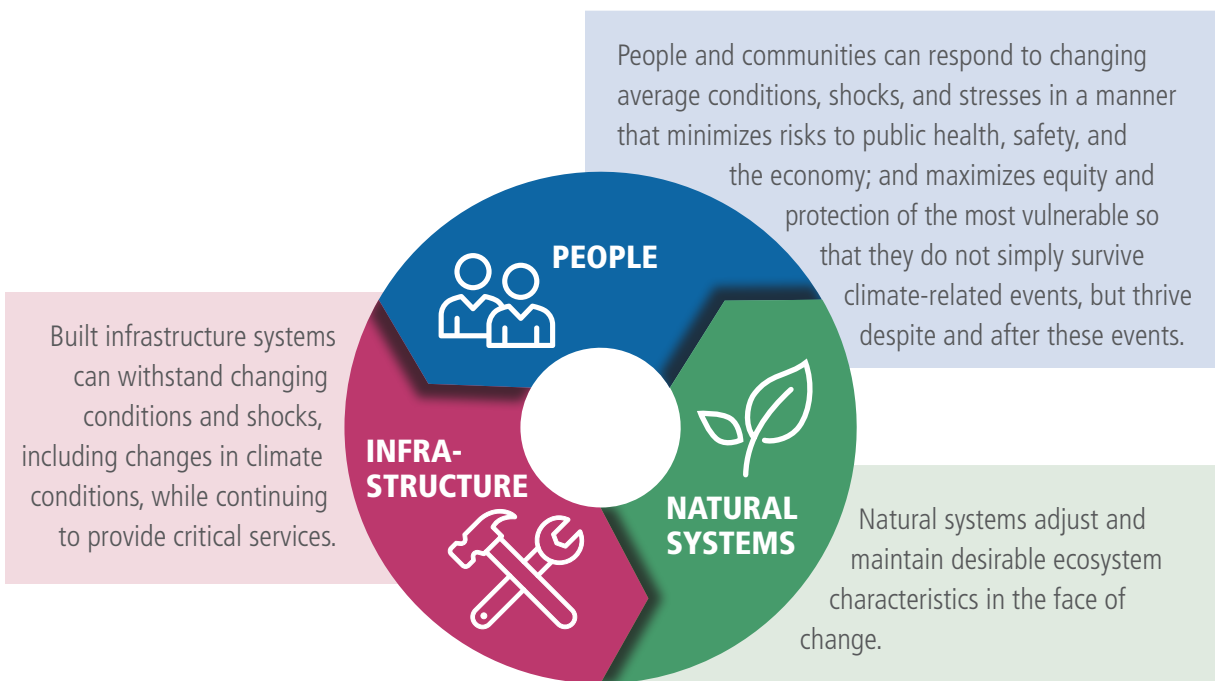 People and communities can respond to changing
average conditions, shocks, and stresses in a manner
that minimizes risks to public health, safety, and
the economy; and maximizes equity and
protection of the most vulnerable so
that they do not simply survive
climate-related events, but thrive
despite and after these events.
PEOPLE
Built infrastructure systems
can withstand changing
conditions and shocks,
including changes in climate
conditions, while continuing
to provide critical services.
INFRA-
STRUCTURE
NATURAL
SYSTEMS
Natural systems adjust and
maintain desirable ecosystem
characteristics in the face of
change.